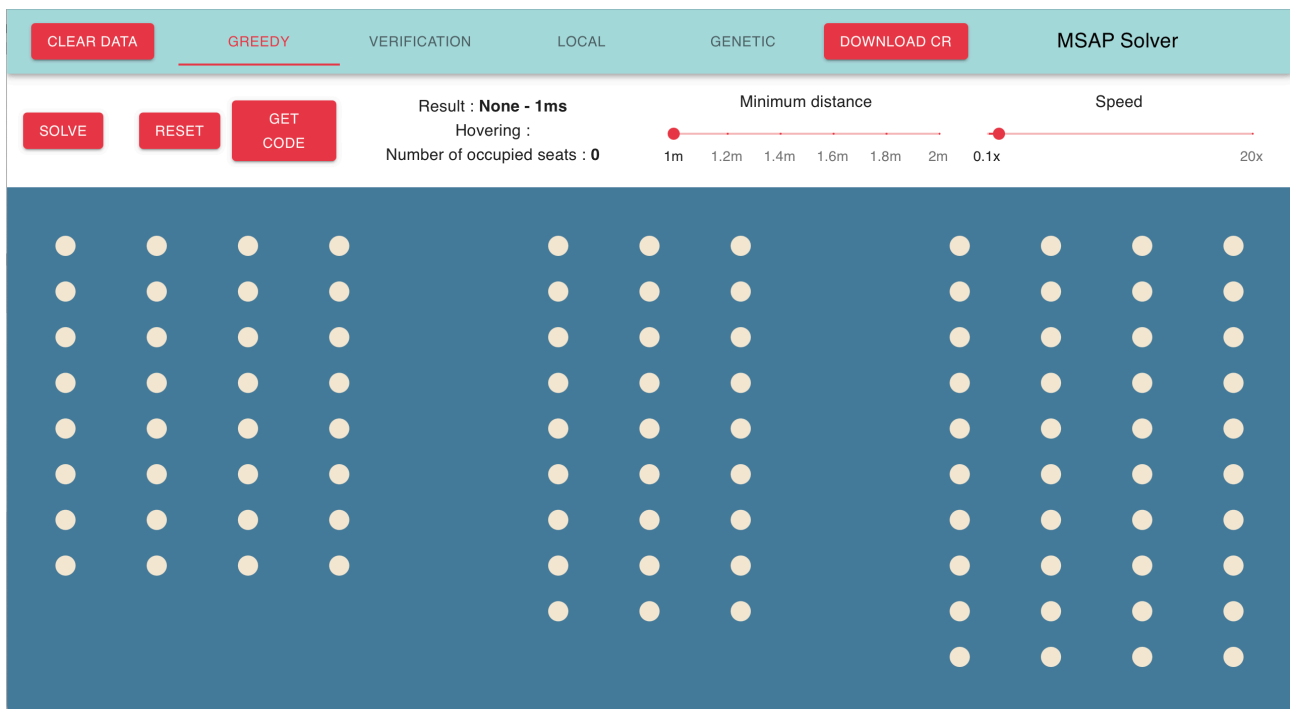 CLEAR DATA
GREEDY
VERIFICATION
LOCAL
GENETIC
DOWNLOAD CR
MSAP Solver
SOLVE
RESET
GET
CODE
Result : None - 1ms
Hovering :
Number of occupied seats : 0
Minimum distance
1m 1.2m 1.4m 1.6m 1.8m 2m
Speed
0.1x 20x